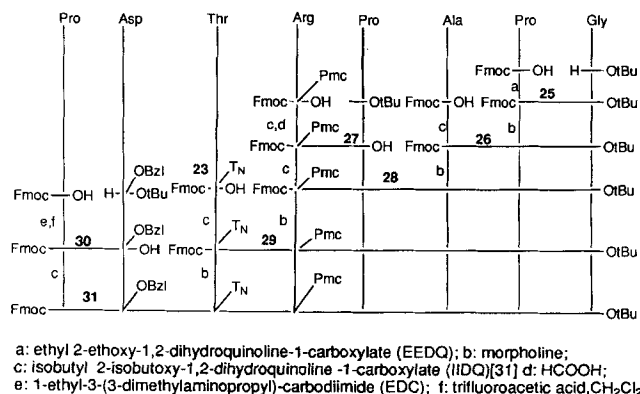 Pro Asp Thr Arg Pro Ala Pro Gly
Fmoc OH H OtBu
Pmc a 25
Fmoc OH OtBu Fmoc OH Fmoc OtBu
c,d Pmc c b
Fmoc 27 OH Fmoc 26 OtBu
OBzl 23 TN c Pmc 28 b
Fmoc OH H OtBu Fmoc OH Fmoc OtBu
e,f OBzl c TN b
Fmoc 30 OH Fmoc 29 Pmc OtBu
c OBzl b TN Pmc
Fmoc 31 OtBu
a: ethyl 2-ethoxy-1,2-dihydroquinoline-1-carboxylate (EEDQ); b: morpholine;
c: isobutyl 2-isobutoxy-1,2-dihydroquinoline -1-carboxylate (IIDQ)[31] d: HCOOH;
e: 1-ethyl-3-(3-dimethylaminopropyl)-carbodiimide (EDC); f: trifluoroacetic acid,CH2Cl2